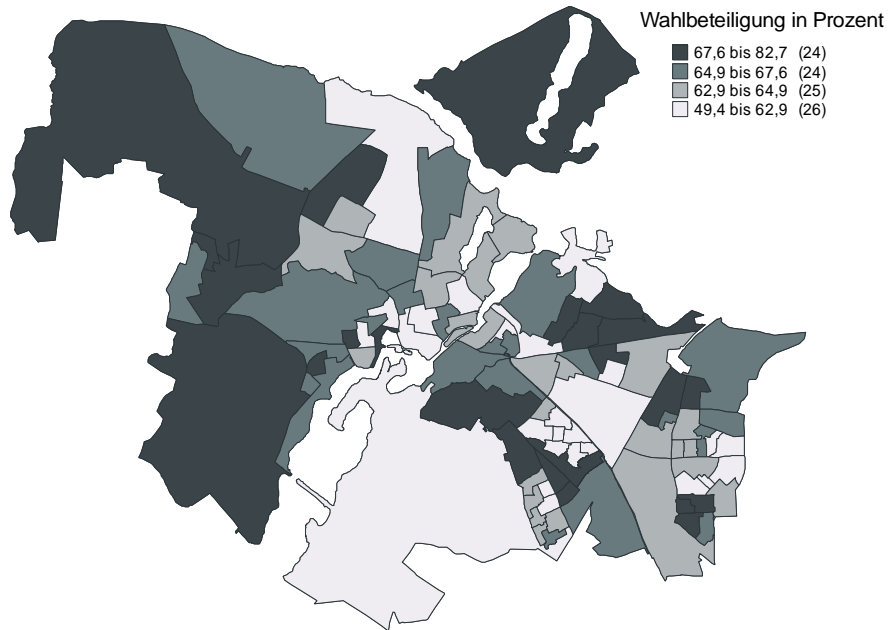 Wahlbeteiligung in Prozent
67,6 bis 82,7 (24)
64,9 bis 67,6 (24)
62,9 bis 64,9 (25)
49,4 bis 62,9 (26)